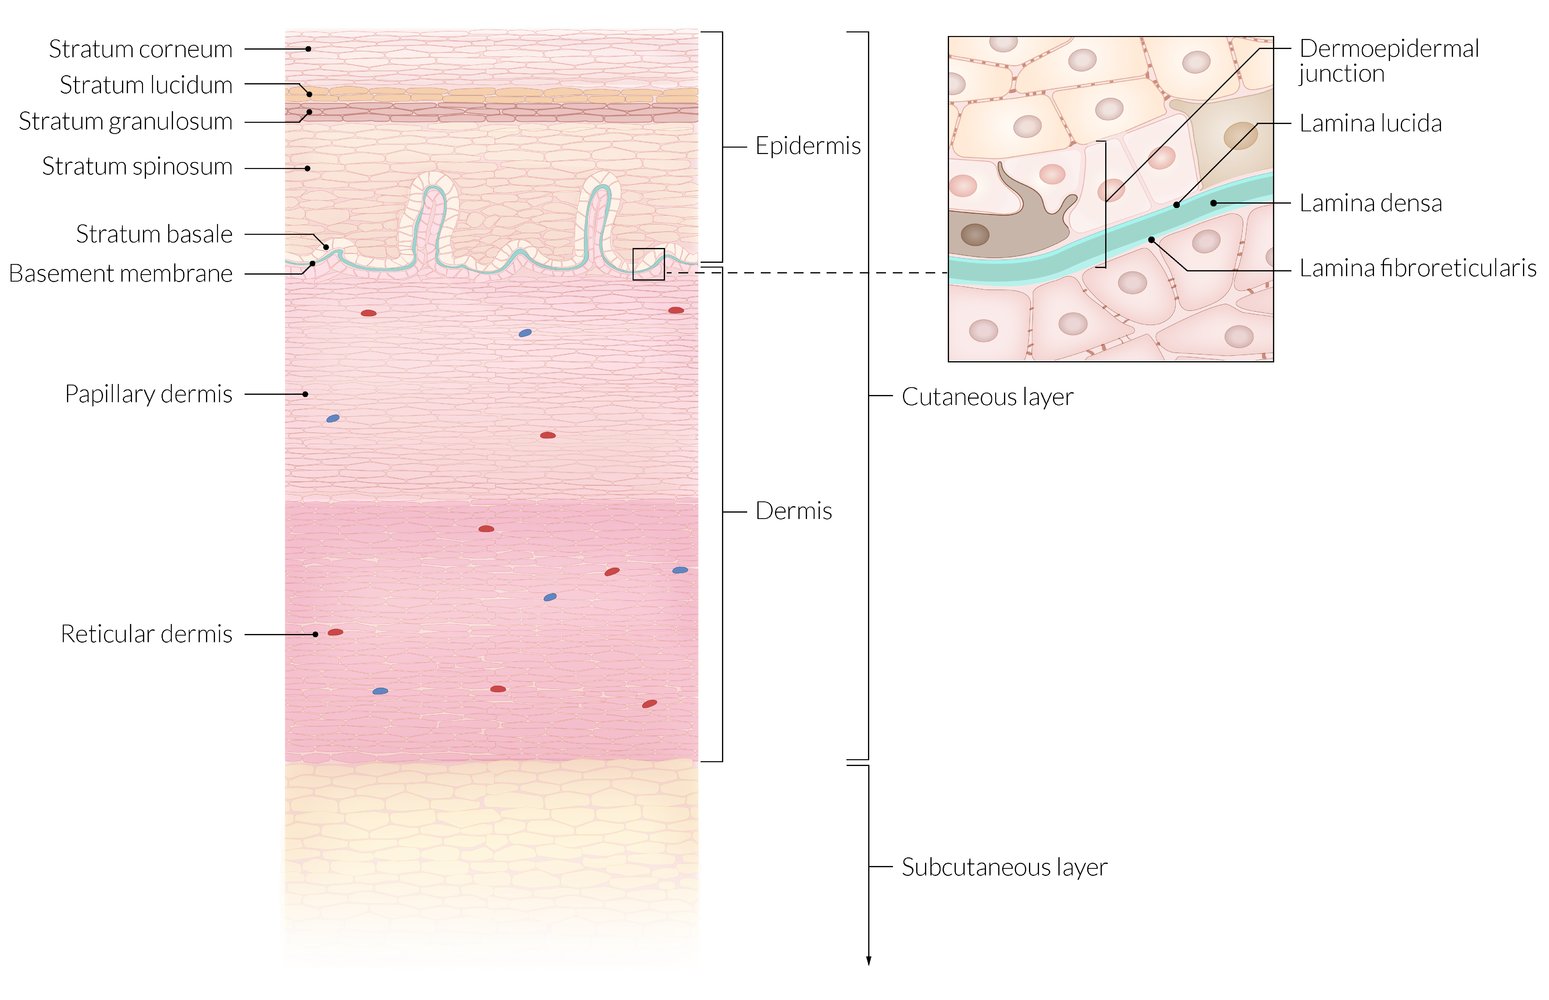 Stratum corneum
Stratum lucidum
Stratum granulosum
Stratum spinosum
Stratum basale
Basement membrane
Papillary dermis
Reticular dermis
Epidermis
Dermis
Cutaneous layer
Subcutaneous layer
Dermoepidermal
junction
Lamina lucida
Lamina densa
Lamina fibroreticularis